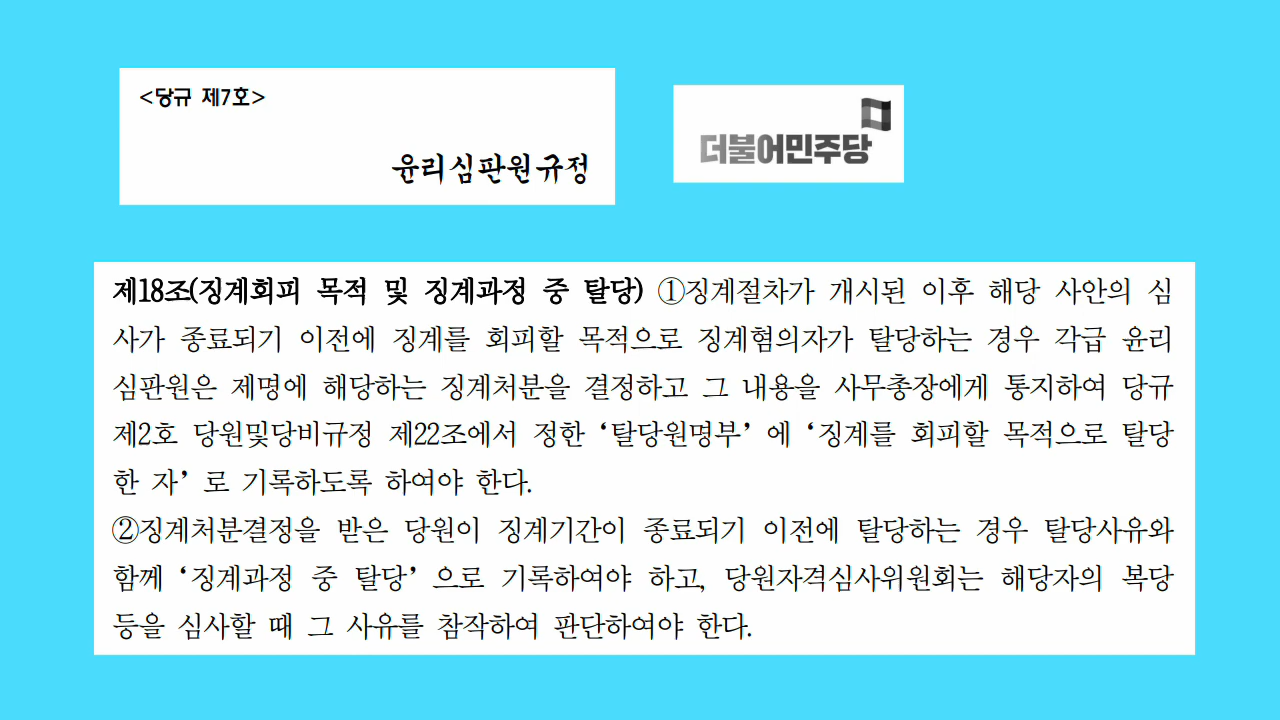 <당규 제7호>
윤리심판원규정
더불어민주당
제18조(징계회피 목적 및 징계과정 중 탈당) ①징계절차가 개시된 이후 해당 사안의 심
사가 종료되기 이전에 징계를 회피할 목적으로 징계혐의자가 탈당하는 경우 각급 윤리
심판원은 제명에 해당하는 징계처분을 결정하고 그 내용을 사무총장에게 통지하여 당규
제2호 당원및당비규정 제22조에서 정한 ‘탈당원명부’에 ‘징계를 회피할 목적으로 탈당
한 자’로 기록하도록 하여야 한다.
②징계처분결정을 받은 당원이 징계기간이 종료되기 이전에 탈당하는 경우 탈당사유와
함께 ‘징계과정 중 탈당’으로 기록하여야 하고, 당원자격심사위원회는 해당자의 복당
등을 심사할 때 그 사유를 참작하여 판단하여야 한다.